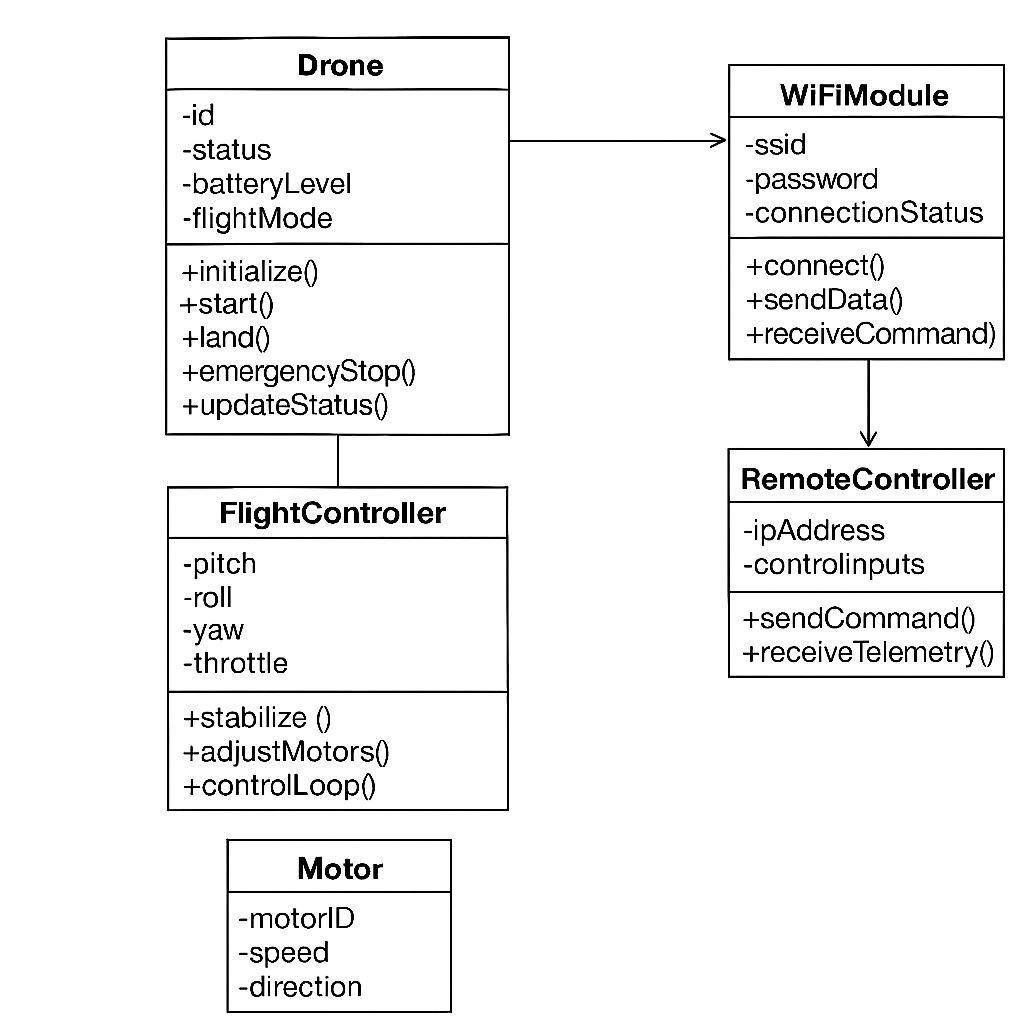 Drone
-id
-status
-batteryLevel
-flightMode
+initialize()
+start()
+land()
+emergencyStop()
+updateStatus()
WiFiModule
-ssid
-password
-connectionStatus
+connect()
+sendData()
+receiveCommand)
FlightController
-pitch
-roll
-yaw
-throttle
+stabilize ()
+adjustMotors()
+controlLoop()
RemoteController
-ipAddress
-controlinputs
+sendCommand()
+receiveTelemetry()
Motor
-motorID
-speed
-direction